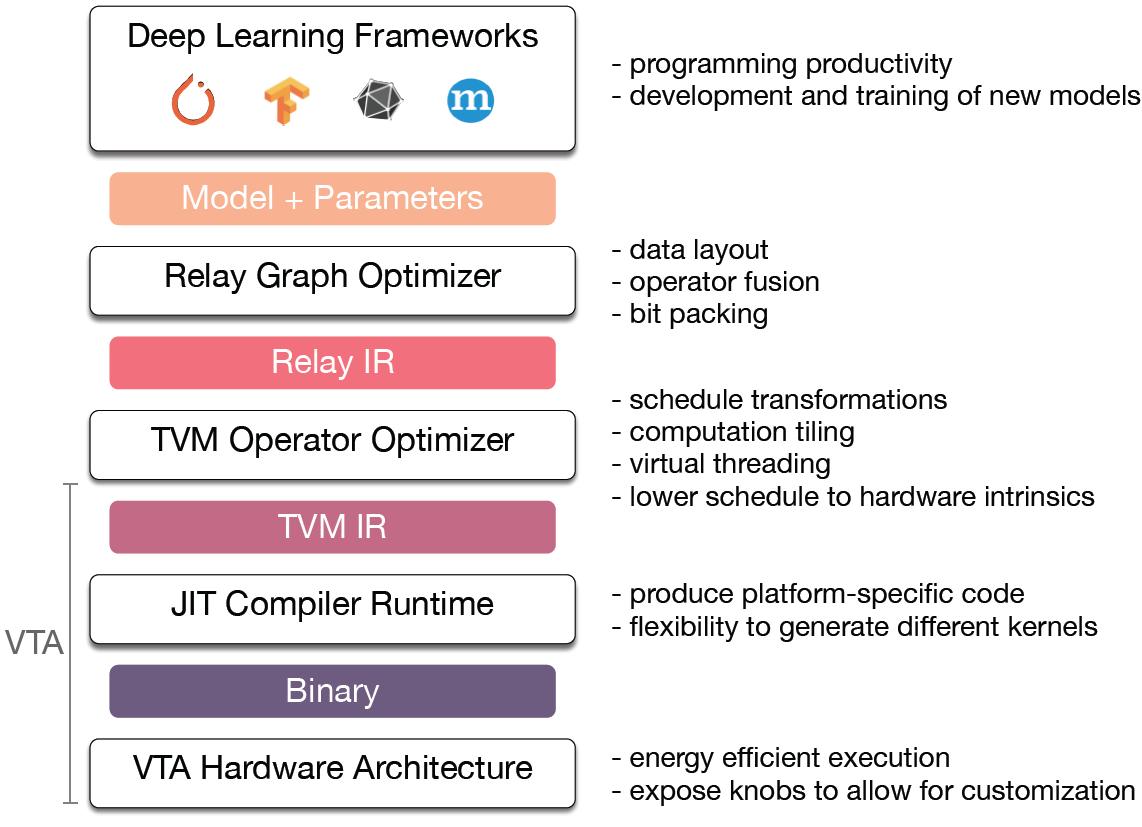 Deep Learning Frameworks
m
- programming productivity
- development and training of new models
Model + Parameters
Relay Graph Optimizer
- data layout
- operator fusion
- bit packing
Relay IR
TVM Operator Optimizer
- schedule transformations
- computation tiling
- virtual threading
- lower schedule to hardware intrinsics
TVM IR
JIT Compiler Runtime
- produce platform-specific code
- flexibility to generate different kernels
VTA
Binary
VTA Hardware Architecture
- energy efficient execution
- expose knobs to allow for customization